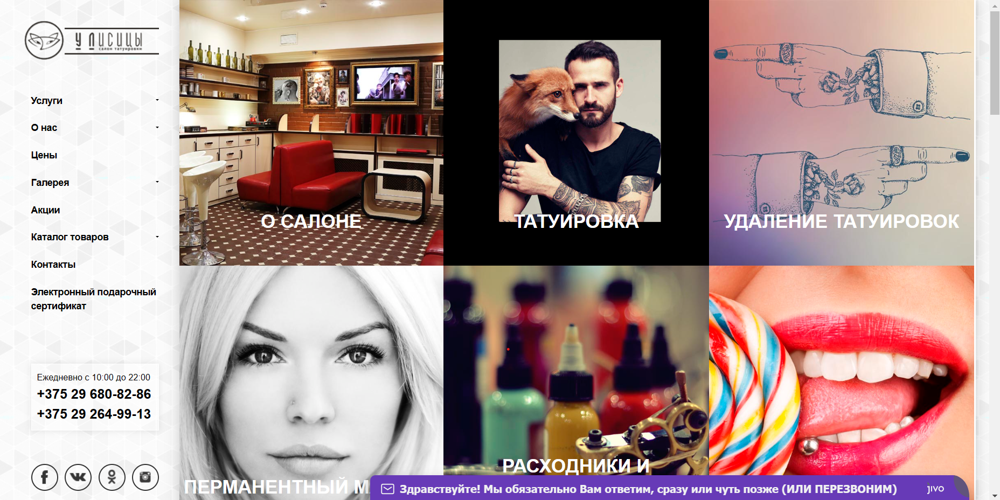 У ЛИСИЦЫ
салон татуировки
Услуги
О нас
Цены
Галерея
Акции
Каталог товаров
Контакты
Электронный подарочный
сертификат
Ежедневно с 10:00 до 22:00
+375 29 680-82-86
+375 29 264-99-13
О САЛОНЕ
ТАТУИРОВКА
УДАЛЕНИЕ ТАТУИРОВОК
ПЕРМАНЕНТНЫЙ
РАСХОДНИКИ И
Здравствуйте! Мы обязательно Вам ответим, сразу или чуть позже (ИЛИ ПЕРЕЗВОНИМ)
jivo